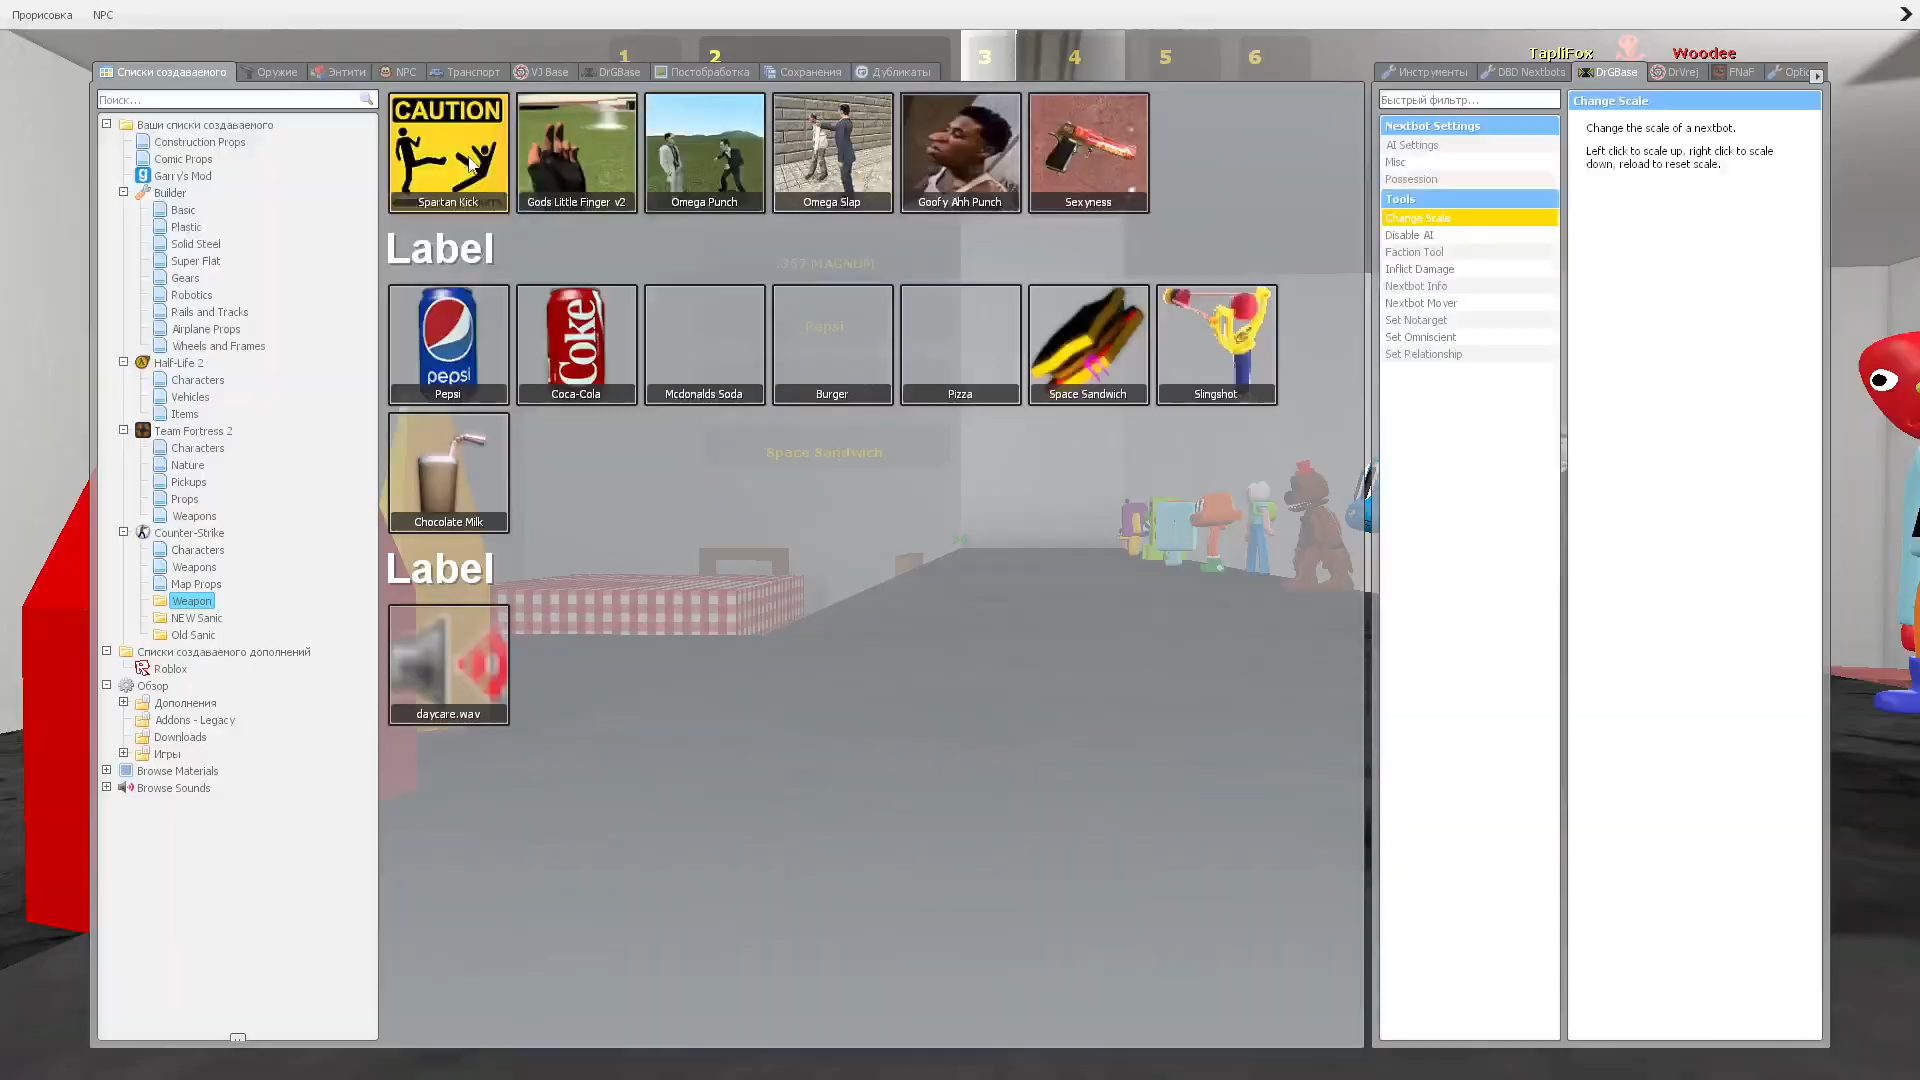 Прорисовка NPC
1 2 3 4 5 6
TapliFox Woodee
Списки создаваемого Оружие Энтити NPC Транспорт VJ Base DrGBase Постобработка Сохранения Дубликаты
Инструменты DBD Nextbots DrGBase DrVrej FNaF Optic
Поиск...
Ваши списки создаваемого
Construction Props
Comic Props
Garry's Mod
Builder
Basic
Plastic
Solid Steel
Super Flat
Gears
Robotics
Rails and Tracks
Airplane Props
Wheels and Frames
Half-Life 2
Characters
Vehicles
Items
Team Fortress 2
Characters
Nature
Pickups
Props
Weapons
Counter-Strike
Characters
Weapons
Map Props
Weapon
NEW Sanic
Old Sanic
Списки создаваемого дополнений
Roblox
Обзор
Дополнения
Addons - Legacy
Downloads
Игры
Browse Materials
Browse Sounds
CAUTION
Spartan Kick Gods Little Finger v2 Omega Punch Omega Slap Goofy Ahh Punch Sexyness
Label
.357 MAGNUM
Pepsi
pepsi
Coke
Pepsi Coca-Cola Mcdonalds Soda Burger Pizza Space Sandwich Slingshot
Space Sandwich
Chocolate Milk
Label
daycare.wav
Быстрый фильтр...
Nextbot Settings
AI Settings
Misc
Possession
Tools
Change Scale
Disable AI
Faction Tool
Inflict Damage
Nextbot Info
Nextbot Mover
Set Notarget
Set Omniscient
Set Relationship
Change Scale
Change the scale of a nextbot.
Left click to scale up, right click to scale
down, reload to reset scale.